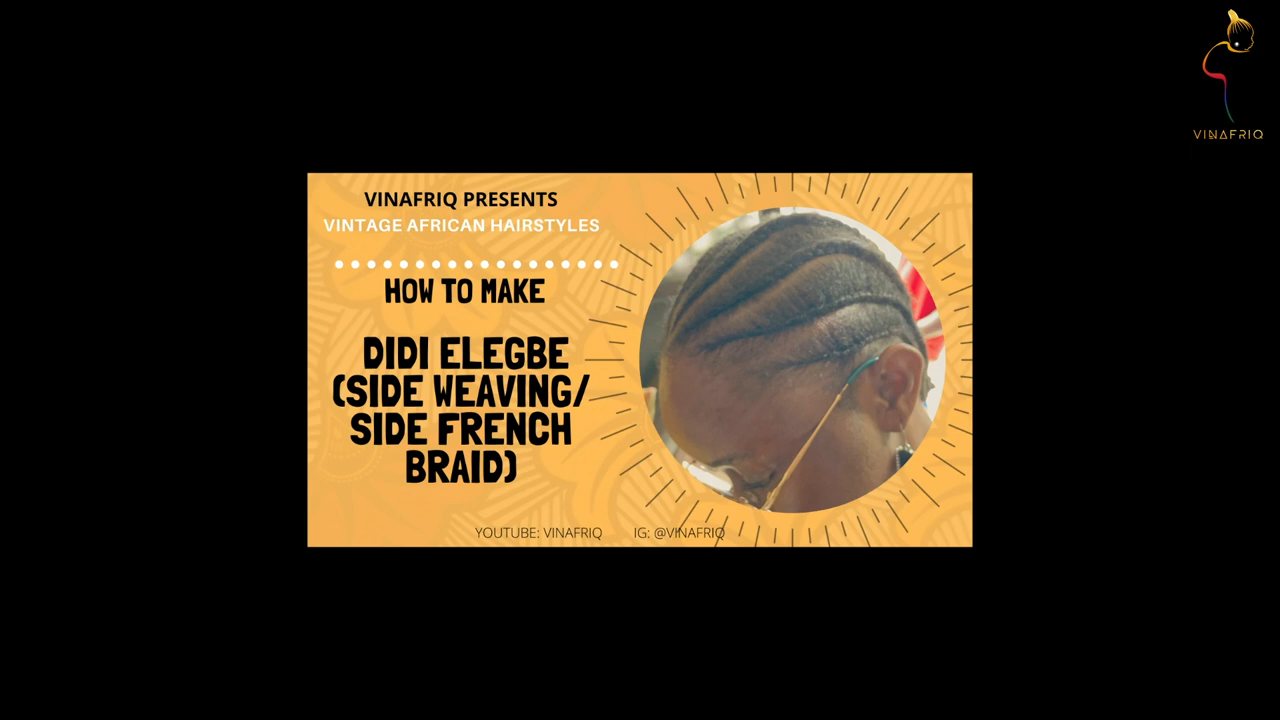 VINAFRIQ
VINAFRIQ PRESENTS
VINTAGE AFRICAN HAIRSTYLES
HOW TO MAKE
DIDI ELEGBE
(SIDE WEAVING/
SIDE FRENCH
BRAID)
YOUTUBE: VINAFRIQ IG: @VINAFRIQ